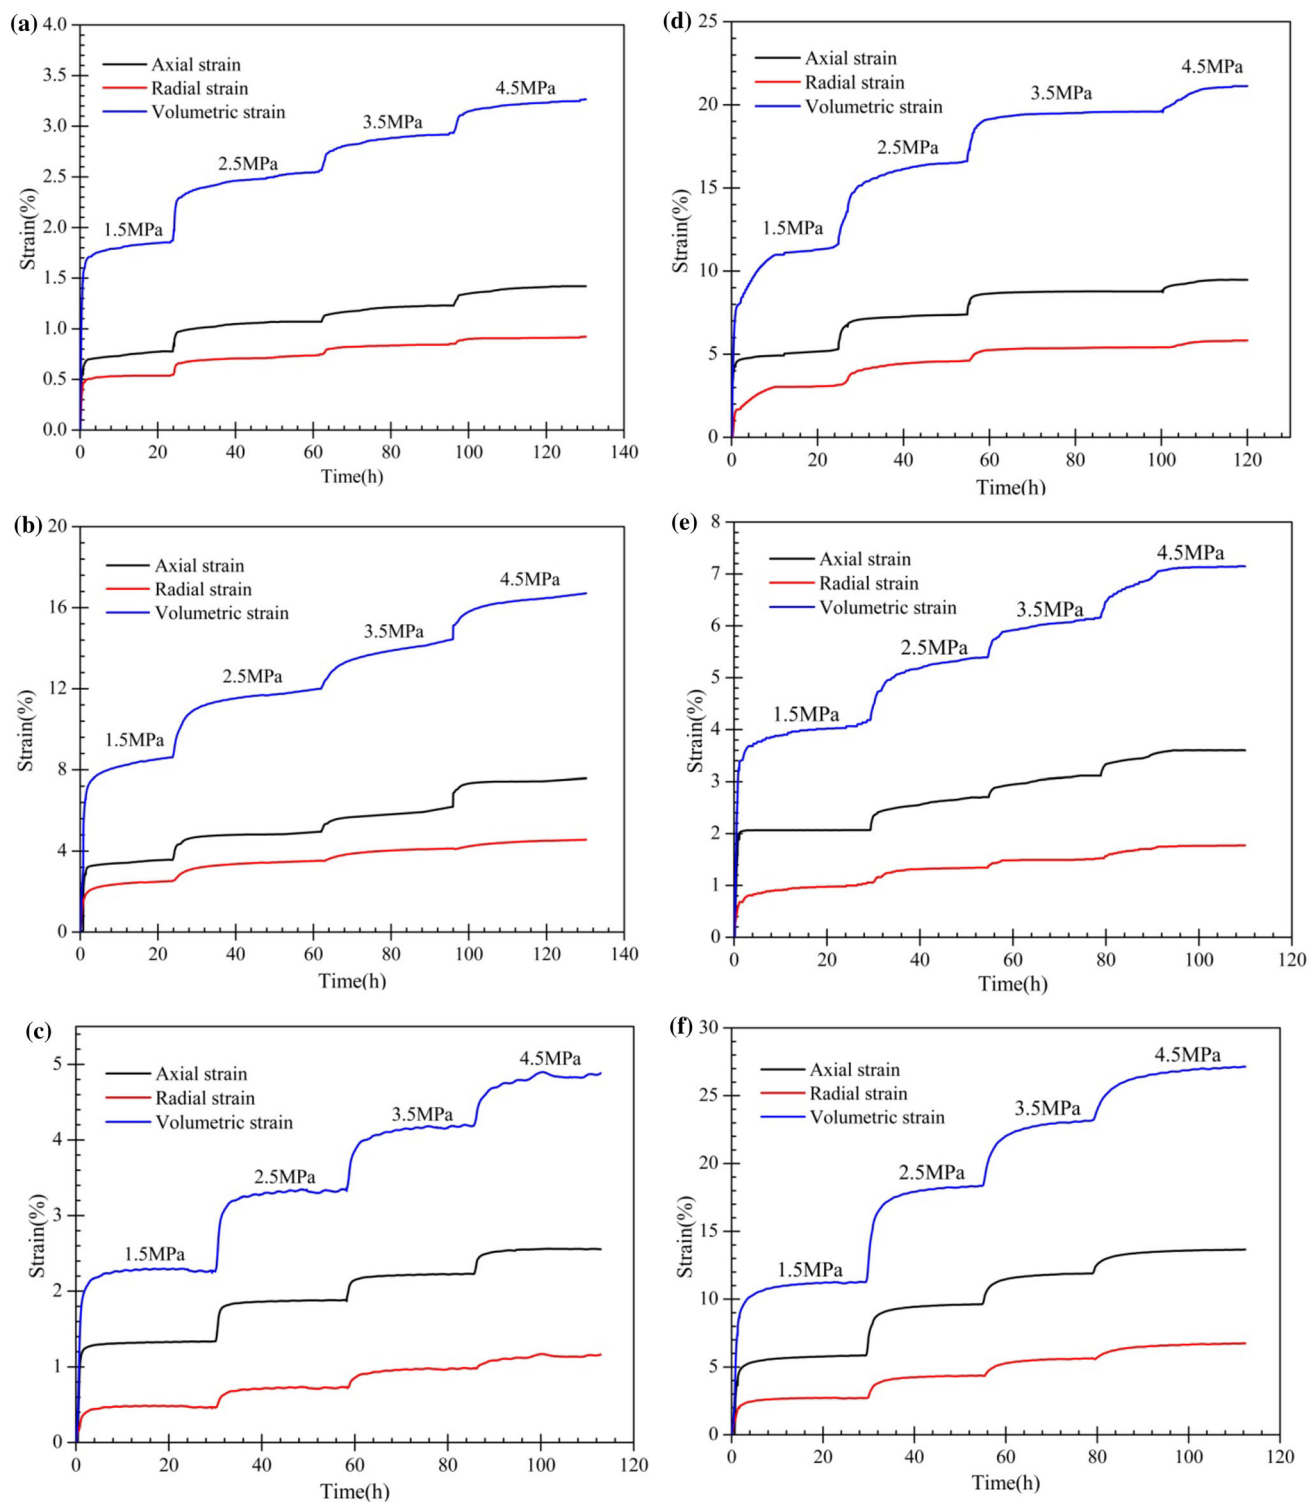 (a)
4.0
3.5
3.0
2.5
2.0
1.5
1.0
0.5
0.0
Strain(%)
Axial strain
Radial strain
Volumetric strain
1.5MPa
2.5MPa
3.5MPa
4.5MPa
0 20 40 60 80 100 120 140
Time(h)
(d)
25
20
15
10
5
0
Strain(%)
Axial strain
Radial strain
Volumetric strain
1.5MPa
2.5MPa
3.5MPa
4.5MPa
0 20 40 60 80 100 120
Time(h)
(b)
20
16
12
8
4
0
Strain(%)
Axial strain
Radial strain
Volumetric strain
1.5MPa
2.5MPa
3.5MPa
4.5MPa
0 20 40 60 80 100 120 140
Time(h)
(e)
8
7
6
5
4
3
2
1
0
Strain(%)
Axial strain
Radial strain
Volumetric strain
1.5MPa
2.5MPa
3.5MPa
4.5MPa
0 20 40 60 80 100 120
Time(h)
(c)
5
4
3
2
1
0
Strain(%)
Axial strain
Radial strain
Volumetric strain
1.5MPa
2.5MPa
3.5MPa
4.5MPa
0 20 40 60 80 100 120
Time(h)
(f)
30
25
20
15
10
5
0
Strain(%)
Axial strain
Radial strain
Volumetric strain
1.5MPa
2.5MPa
3.5MPa
4.5MPa
0 20 40 60 80 100 120
Time(h)